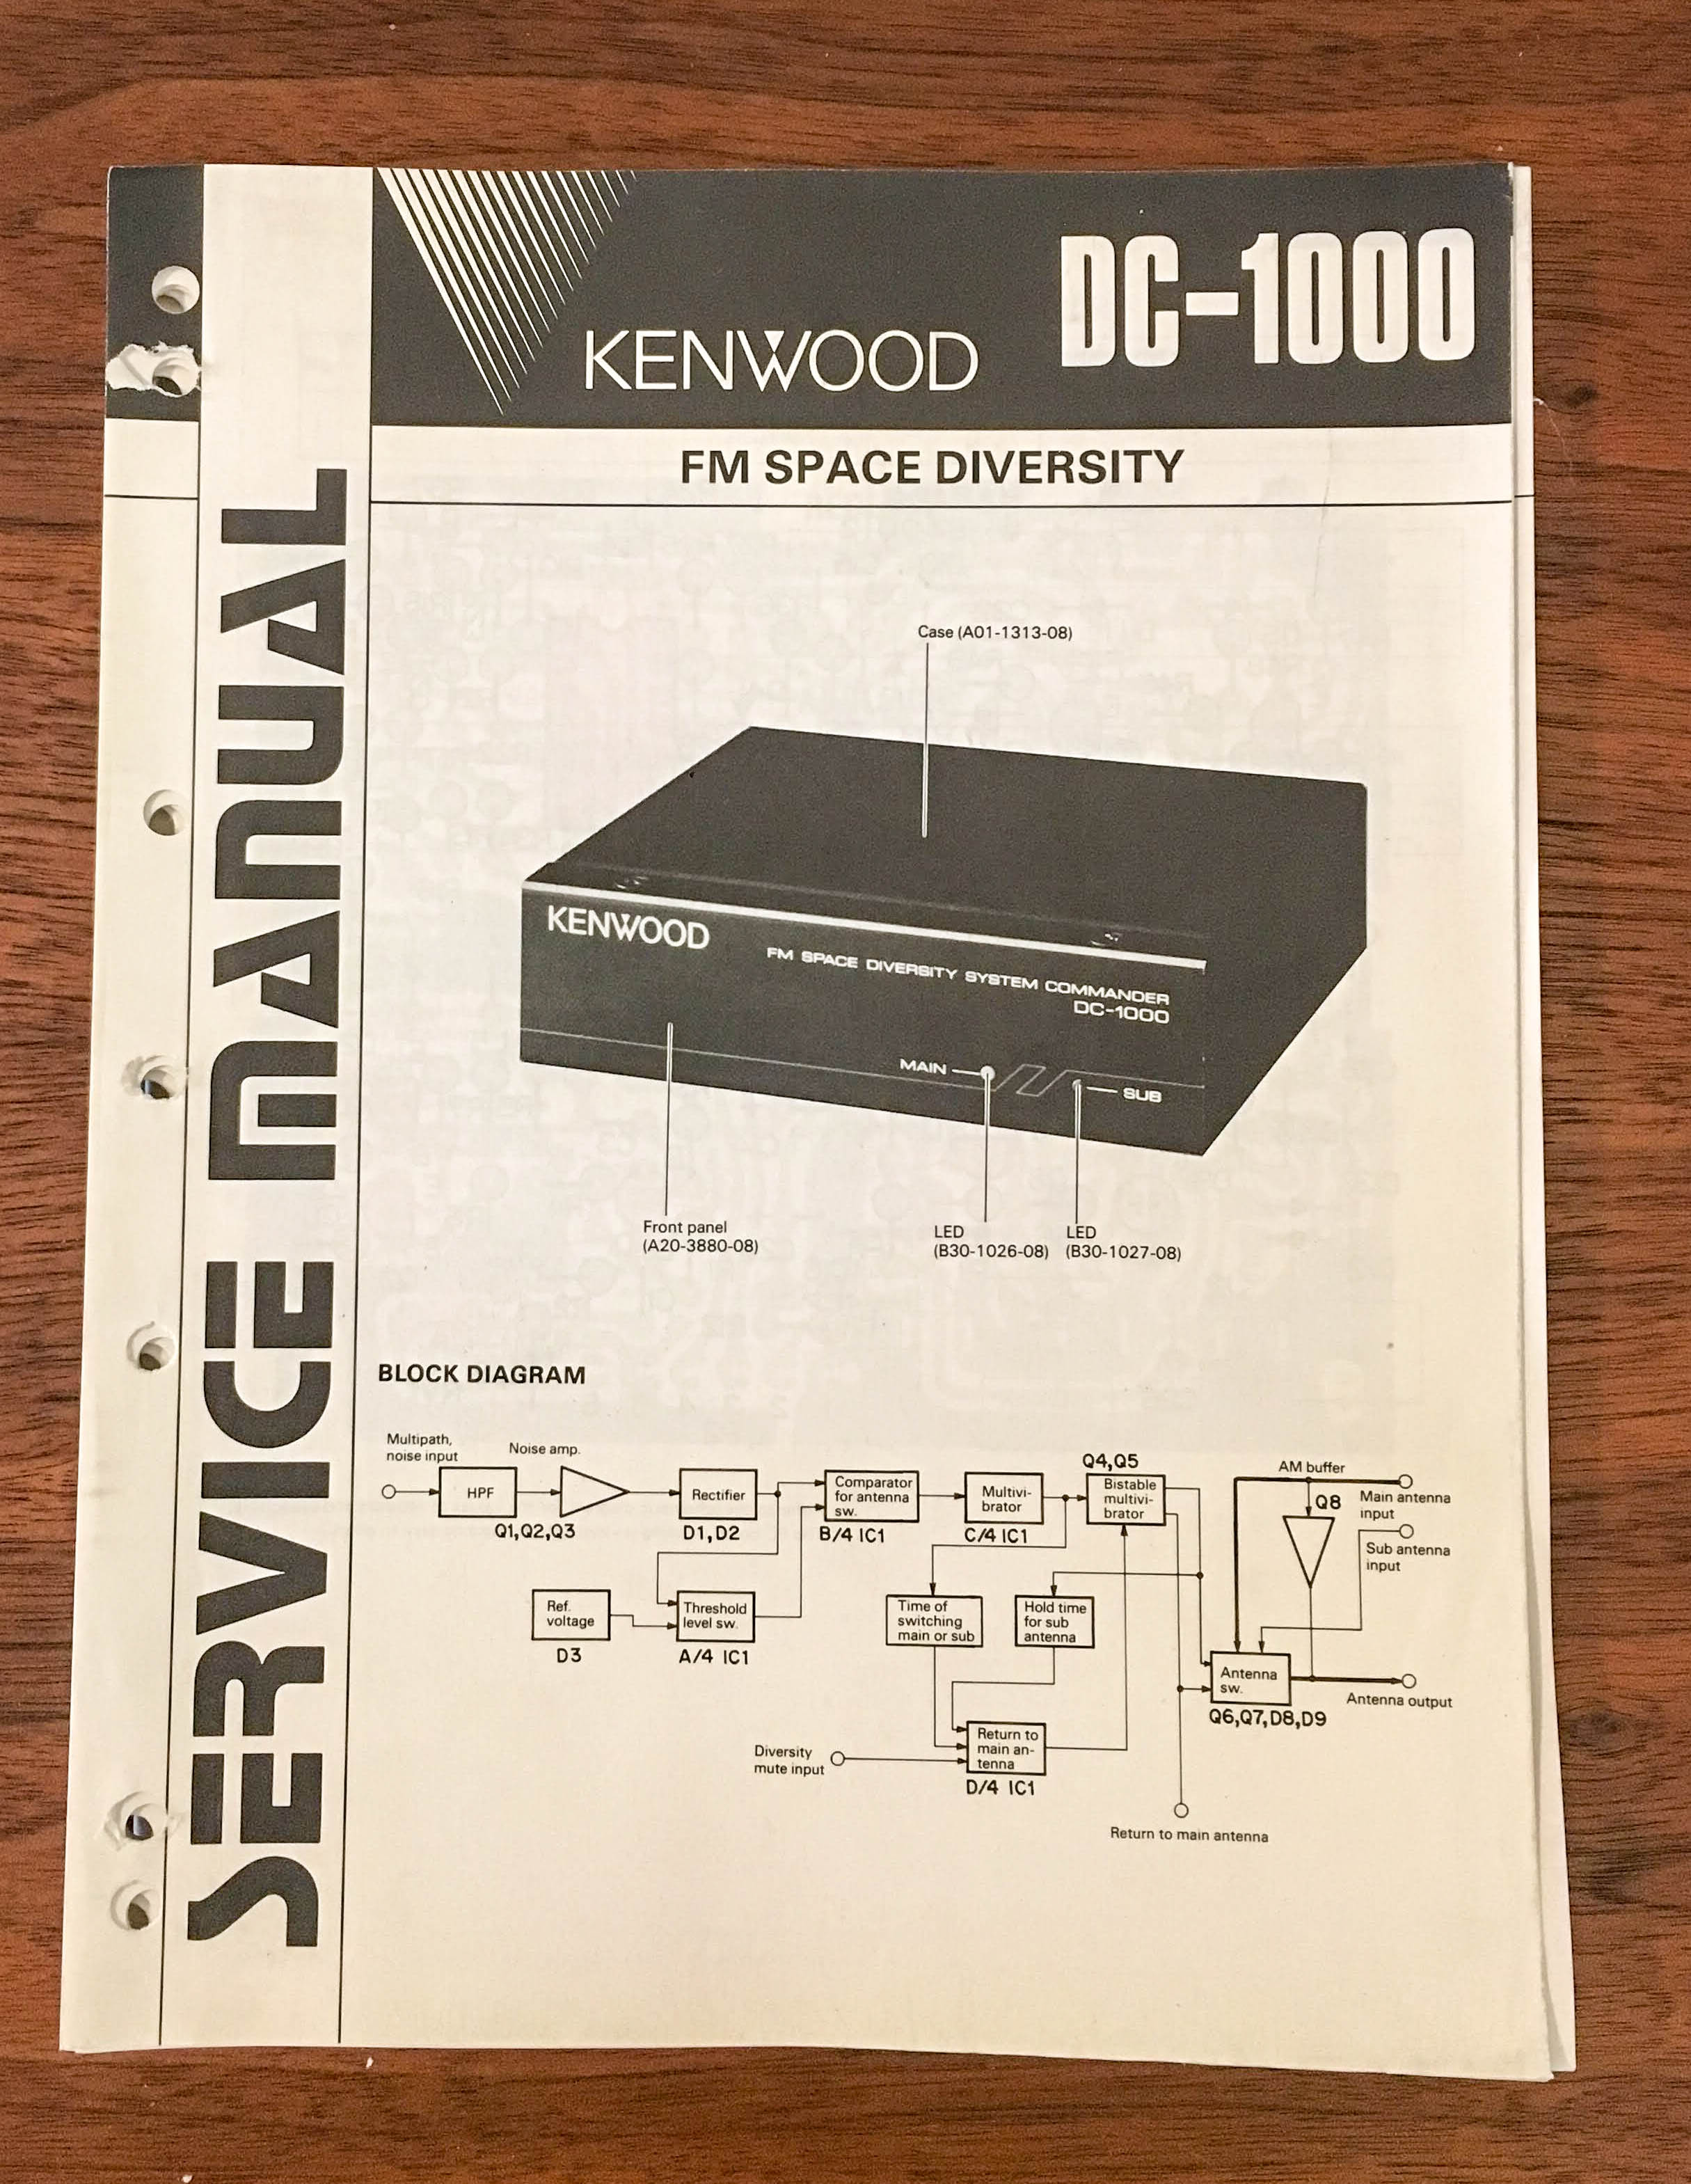 DC-1000
KENWOOD
FM SPACE DIVERSITY
SERVICE MANUAL
Case (A01-1313-08)
KENWOOD
FM SPACE DIVERSITY SYSTEM COMMANDER
DC-1000
MAIN
SUB
Front panel
(A20-3880-08)
LED
(B30-1026-08)
LED
(B30-1027-08)
BLOCK DIAGRAM
Multipath,
noise input
HPF
Noise amp.
Q1,Q2,Q3
Rectifier
D1,D2
Comparator
for antenna
sw.
B/4 IC1
Multivi-
brator
C/4 IC1
Q4,Q5
Bistable
multivi-
brator
AM buffer
Q8
Main antenna
input
Sub antenna
input
Ref.
voltage
D3
Threshold
level sw.
A/4 IC1
Time of
switching
main or sub
Hold time
for sub
antenna
Antenna
sw.
Q6,Q7,D8,D9
Antenna output
Diversity
mute input
Return to
main an-
tenna
D/4 IC1
Return to main antenna